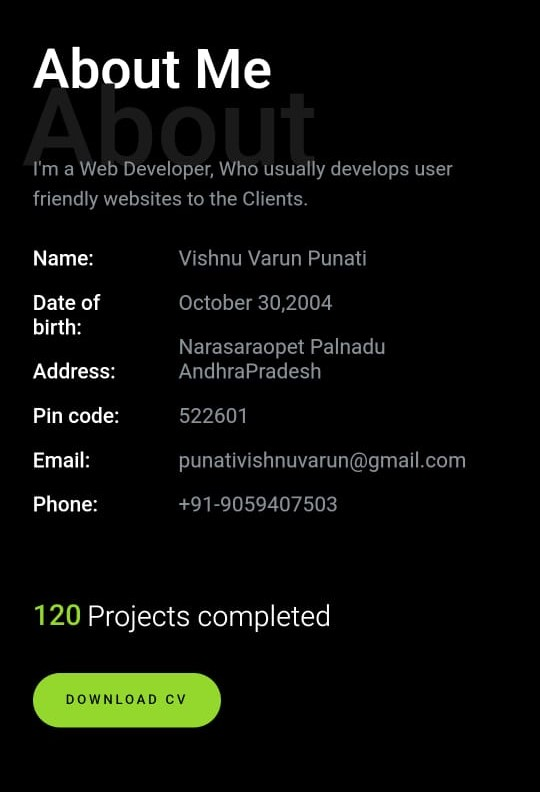 About Me
About
I'm a Web Developer, Who usually develops user
friendly websites to the Clients.
Name: Vishnu Varun Punati
Date of birth: October 30,2004
Address: Narasaraopet Palnadu
AndhraPradesh
Pin code: 522601
Email: punativishnuvarun@gmail.com
Phone: +91-9059407503
120 Projects completed
DOWNLOAD CV